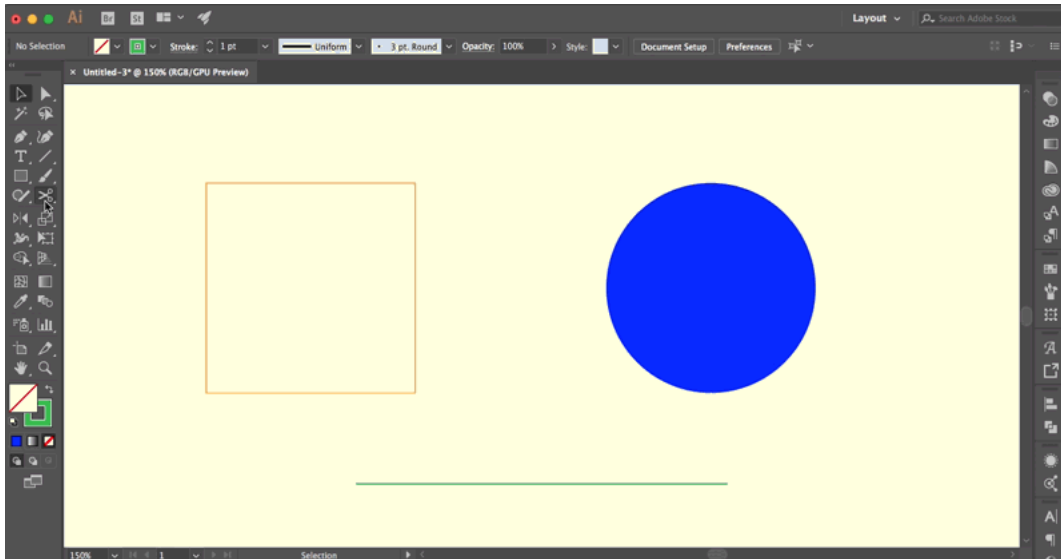 Ai Br St Layout Search Adobe Stock
No Selection Stroke: 1 pt Uniform 3 pt. Round Opacity: 100% Style: Document Setup Preferences
× Untitled-3* @ 150% (RGB/GPU Preview)
150% 1 Selection